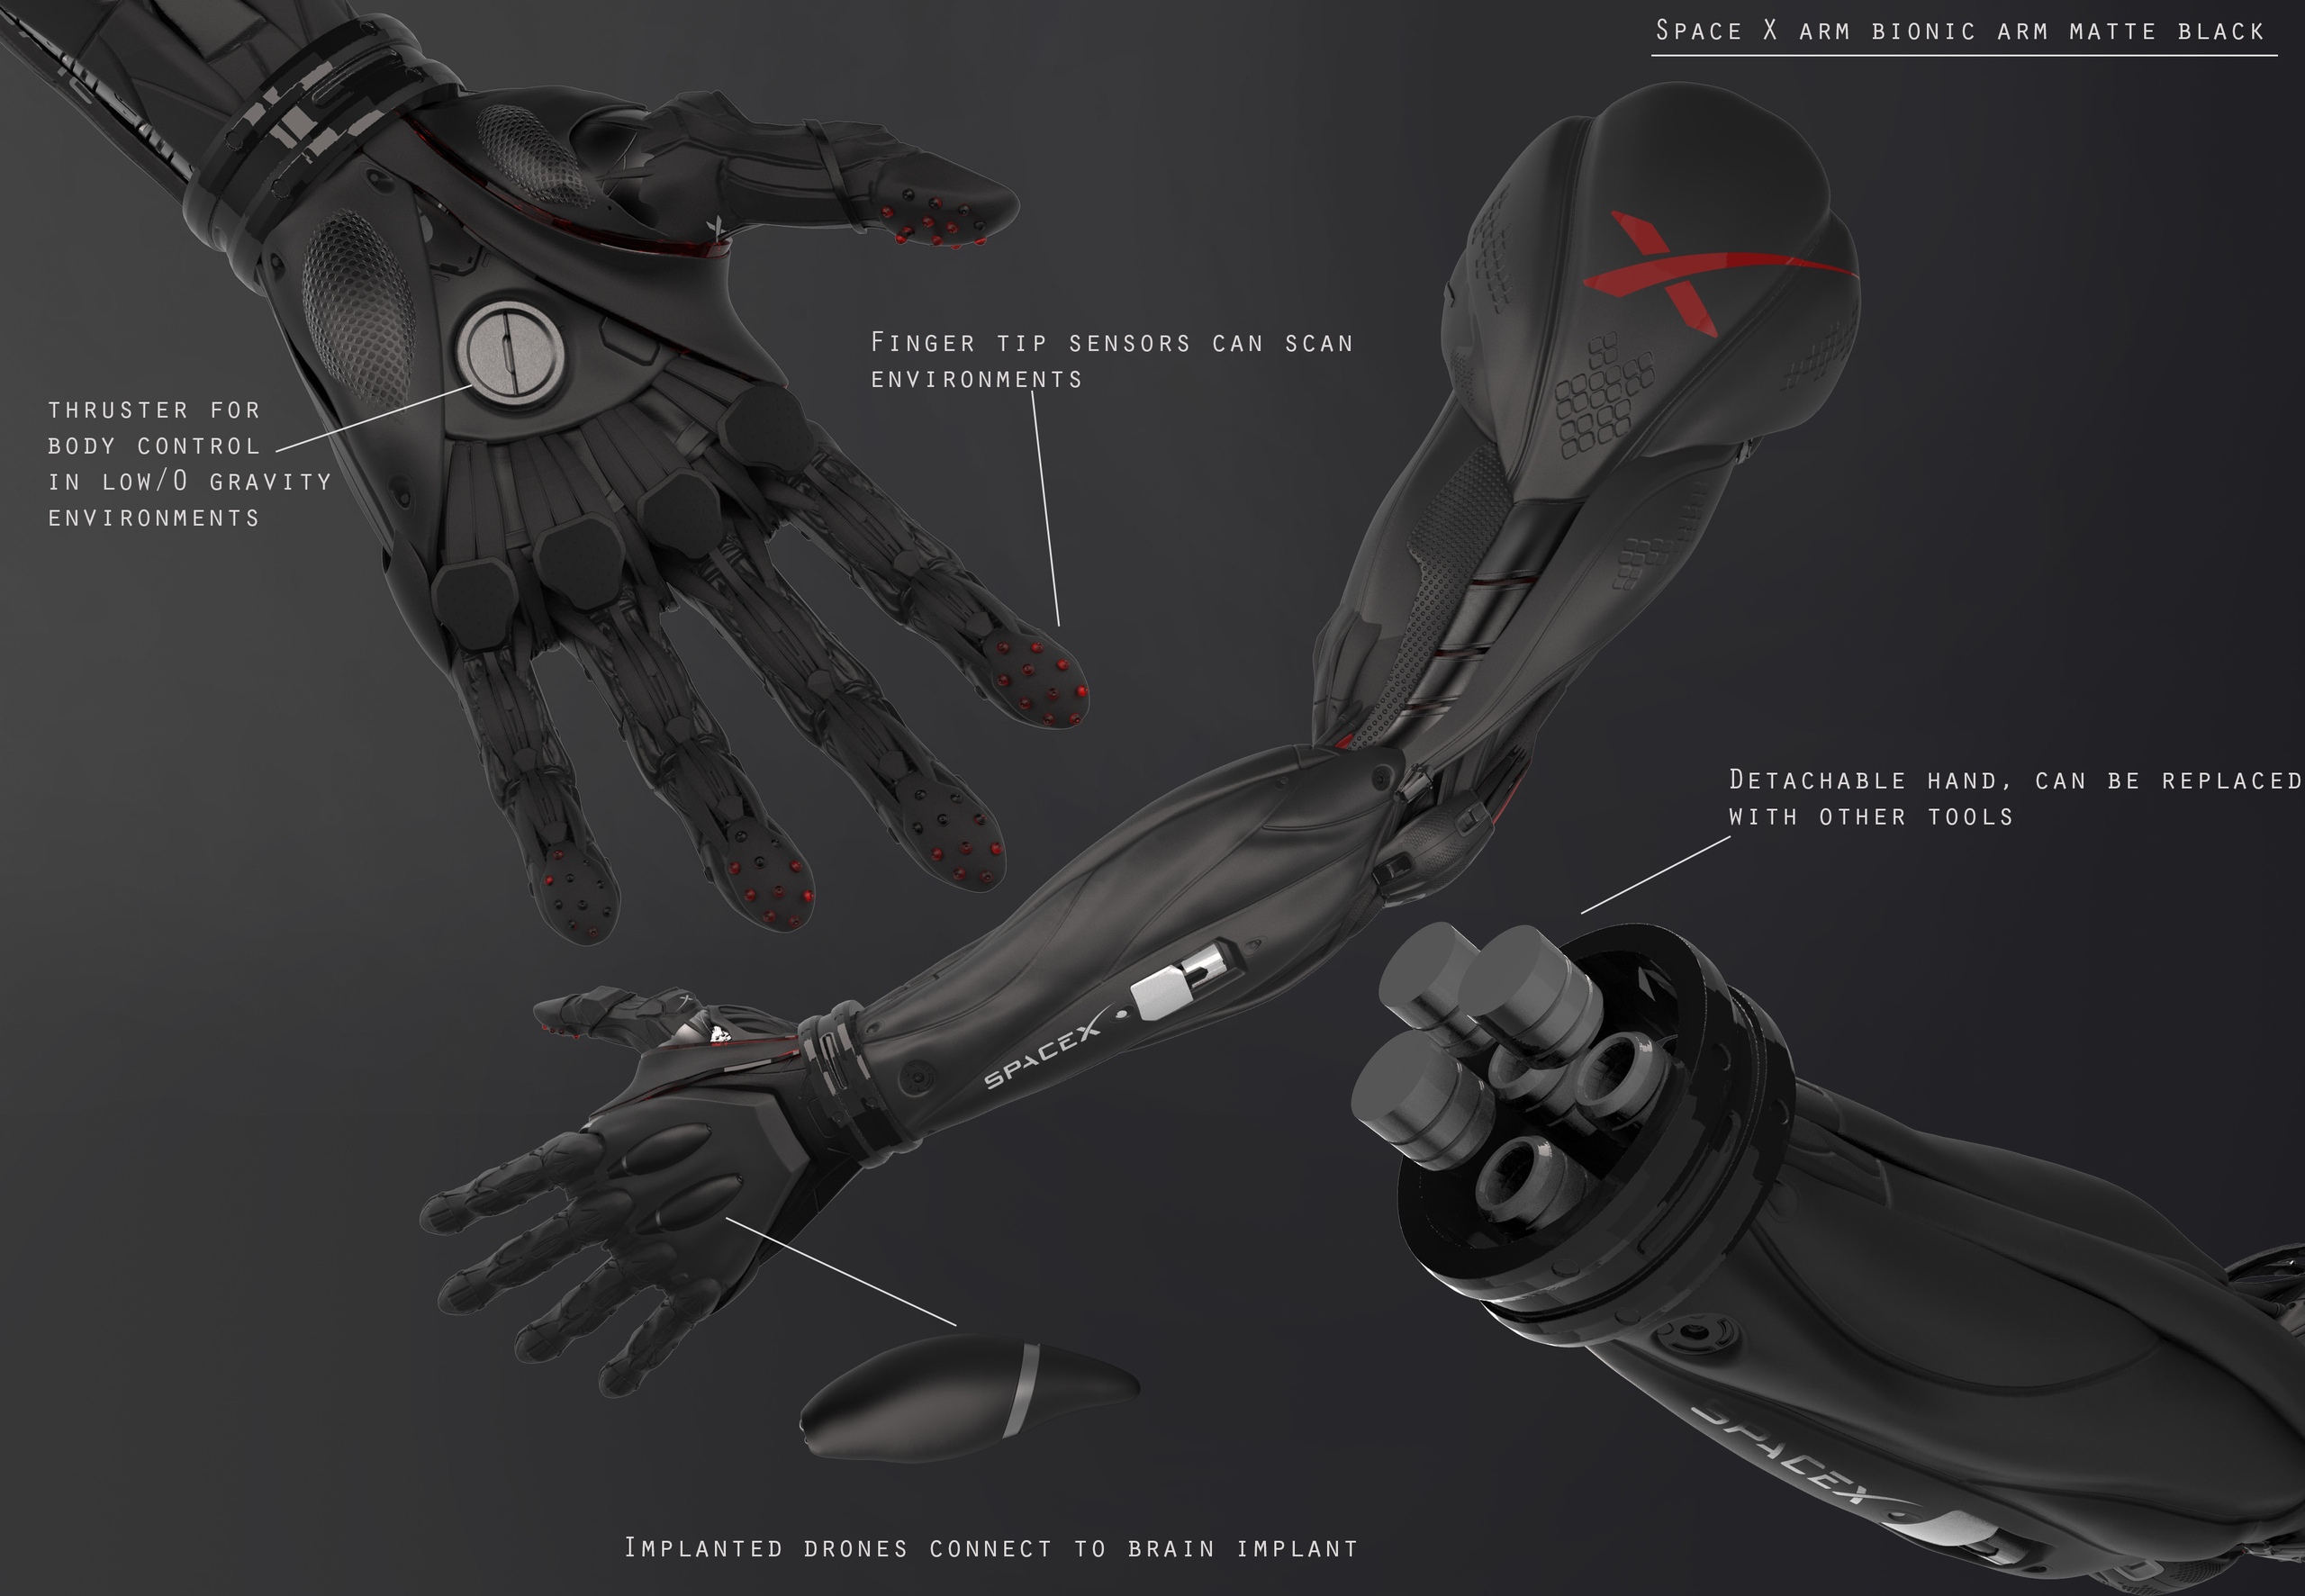 Space X arm bionic arm matte black
Finger tip sensors can scan
environments
thruster for
body control
in low/0 gravity
environments
Detachable hand, can be replaced
with other tools
SPACEX
SPACEX
Implanted drones connect to brain implant